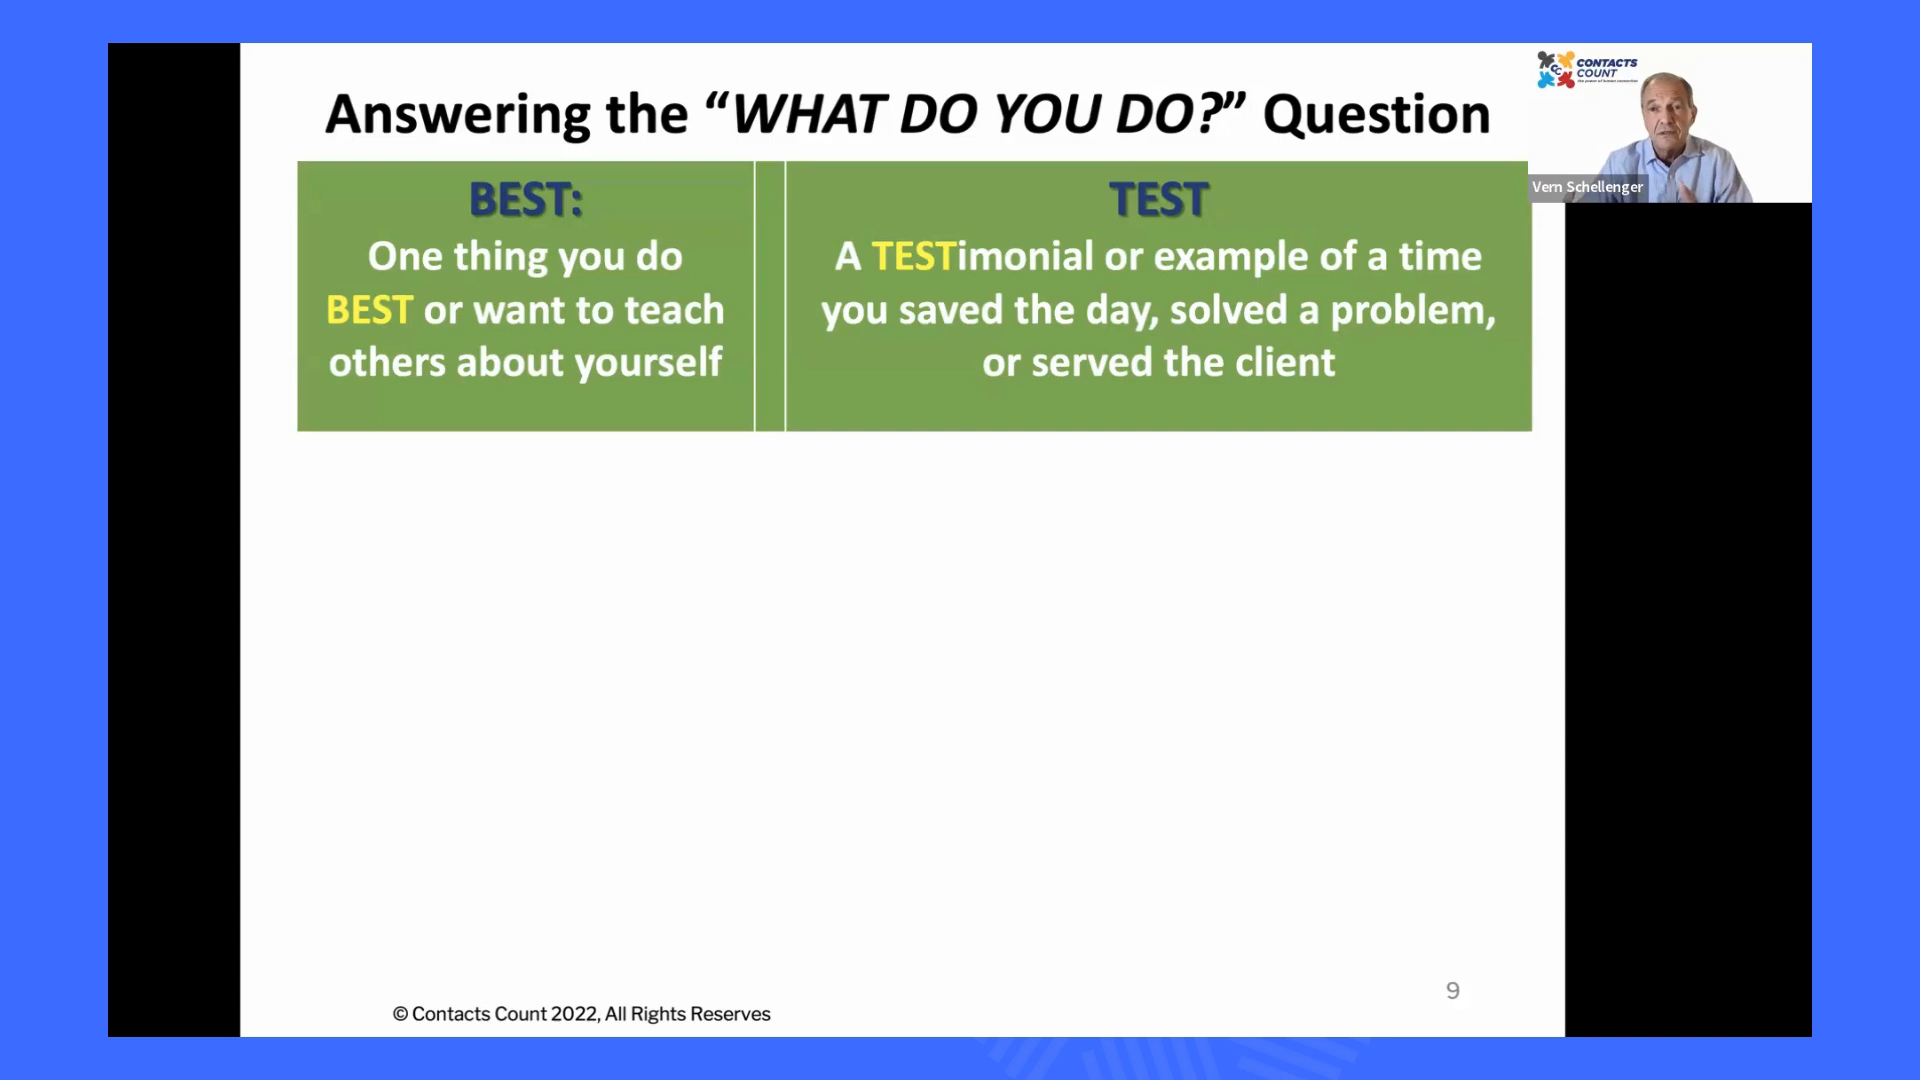 Answering the “WHAT DO YOU DO?” Question
CONTACTS
COUNT
Vern Schellenger
BEST:
One thing you do
BEST or want to teach
others about yourself
TEST
A TESTimonial or example of a time
you saved the day, solved a problem,
or served the client
9
© Contacts Count 2022, All Rights Reserves